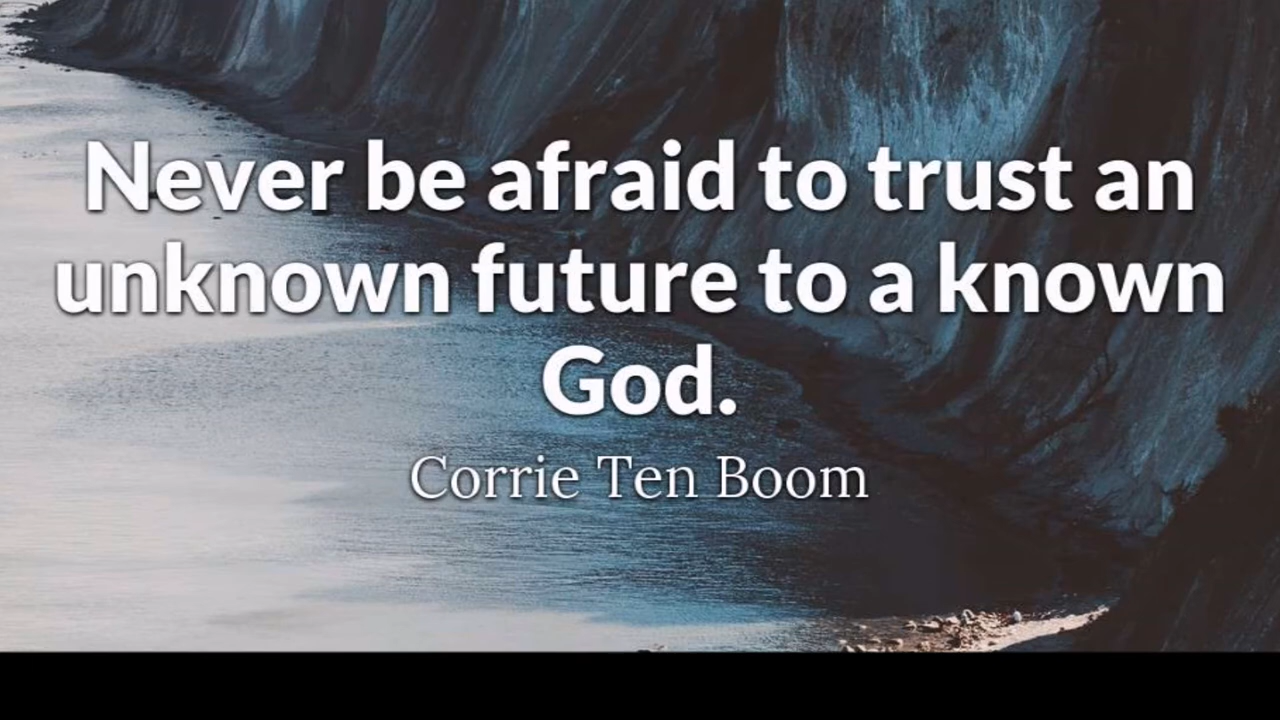 Never be afraid to trust an
unknown future to a known
God.
Corrie Ten Boom